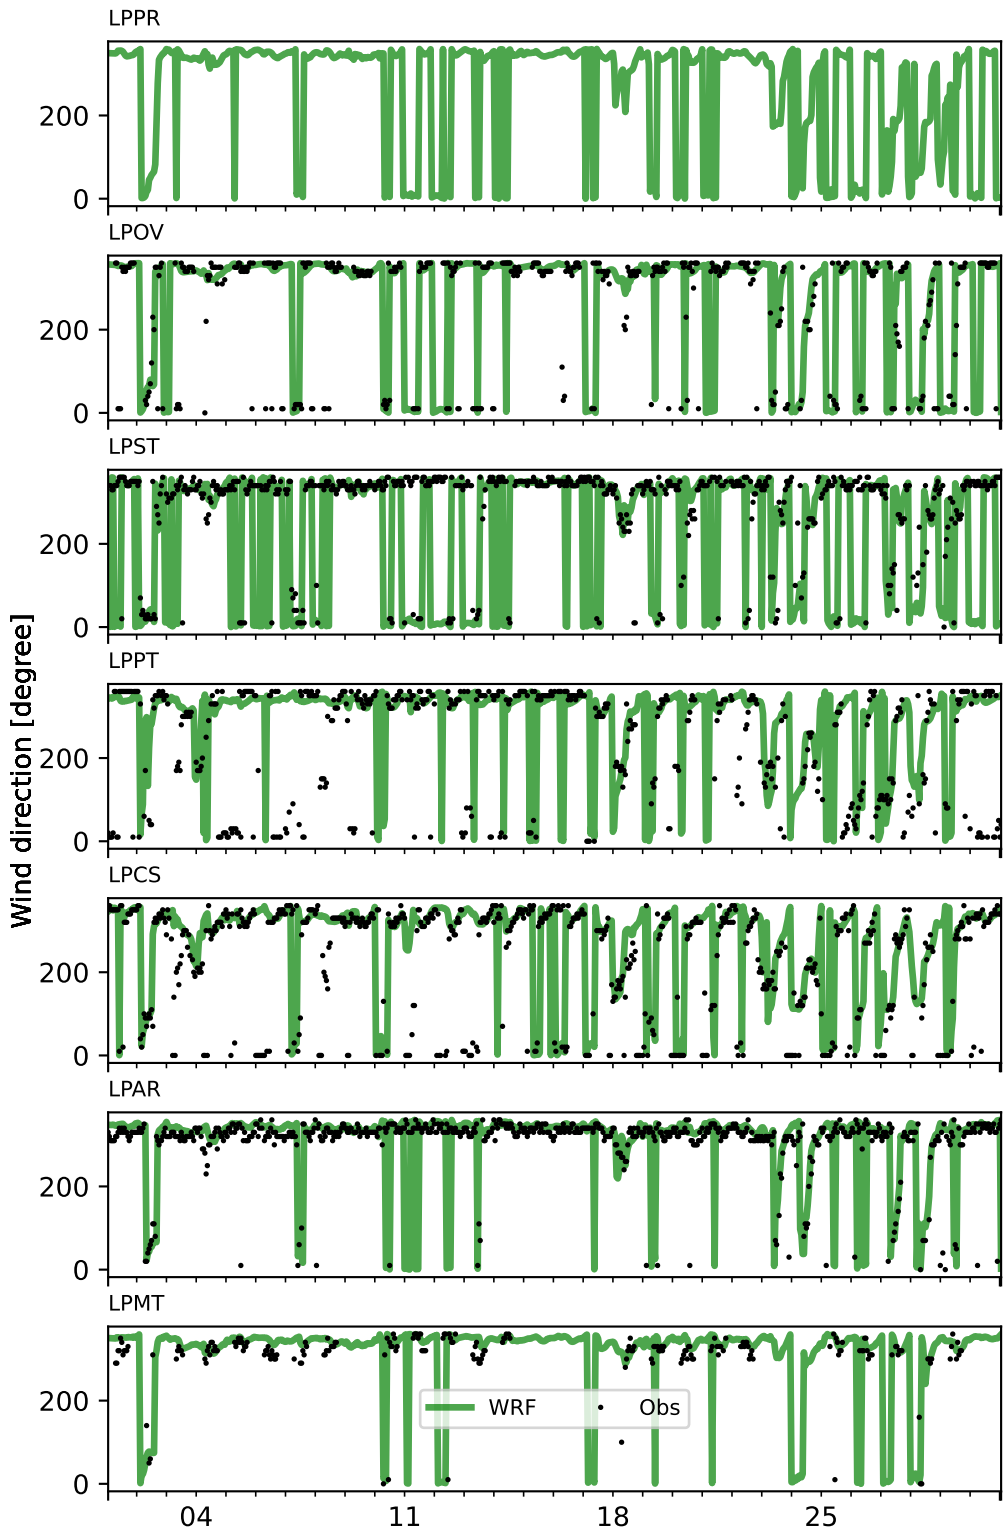 LPPR
200
0
LPOV
200
0
LPST
200
0
LPPT
200
0
Wind direction [degree]
LPCS
200
0
LPAR
200
0
LPMT
200
0
WRF Obs
04 11 18 25